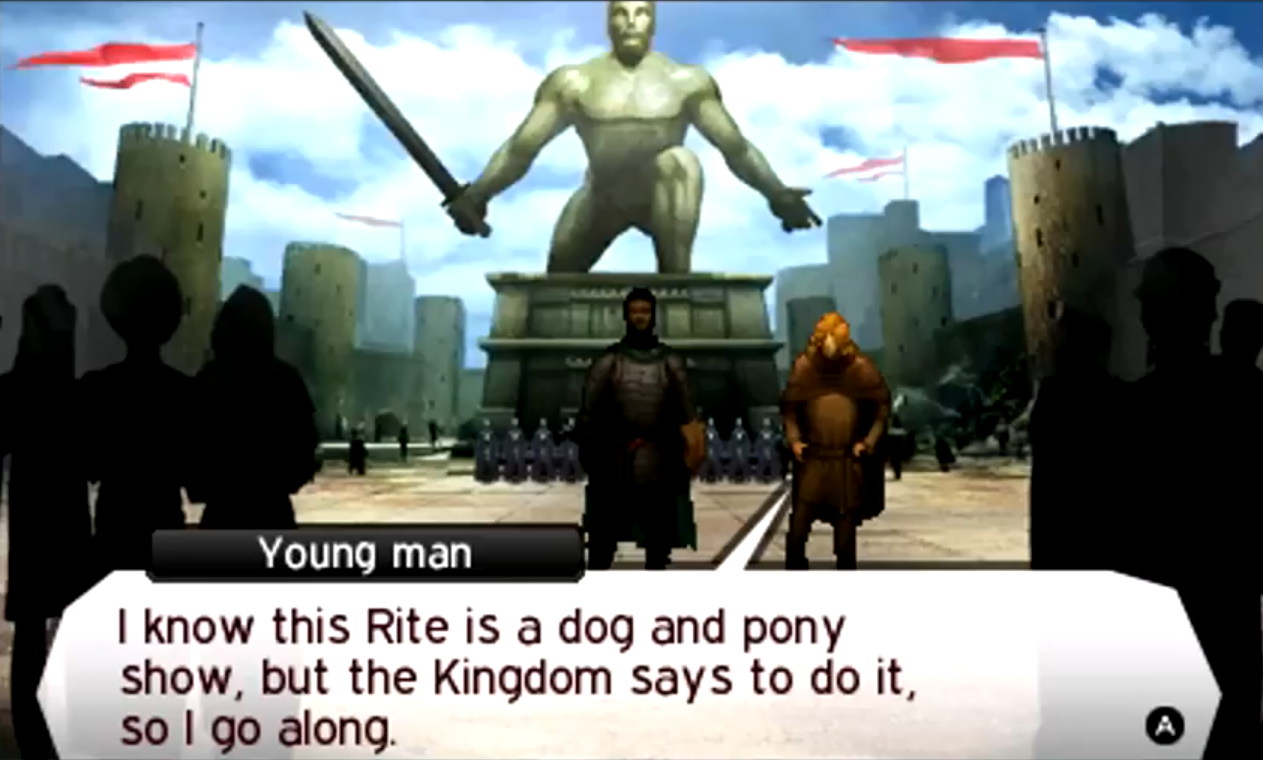 Young man
I know this Rite is a dog and pony
show, but the Kingdom says to do it,
so I go along.
A